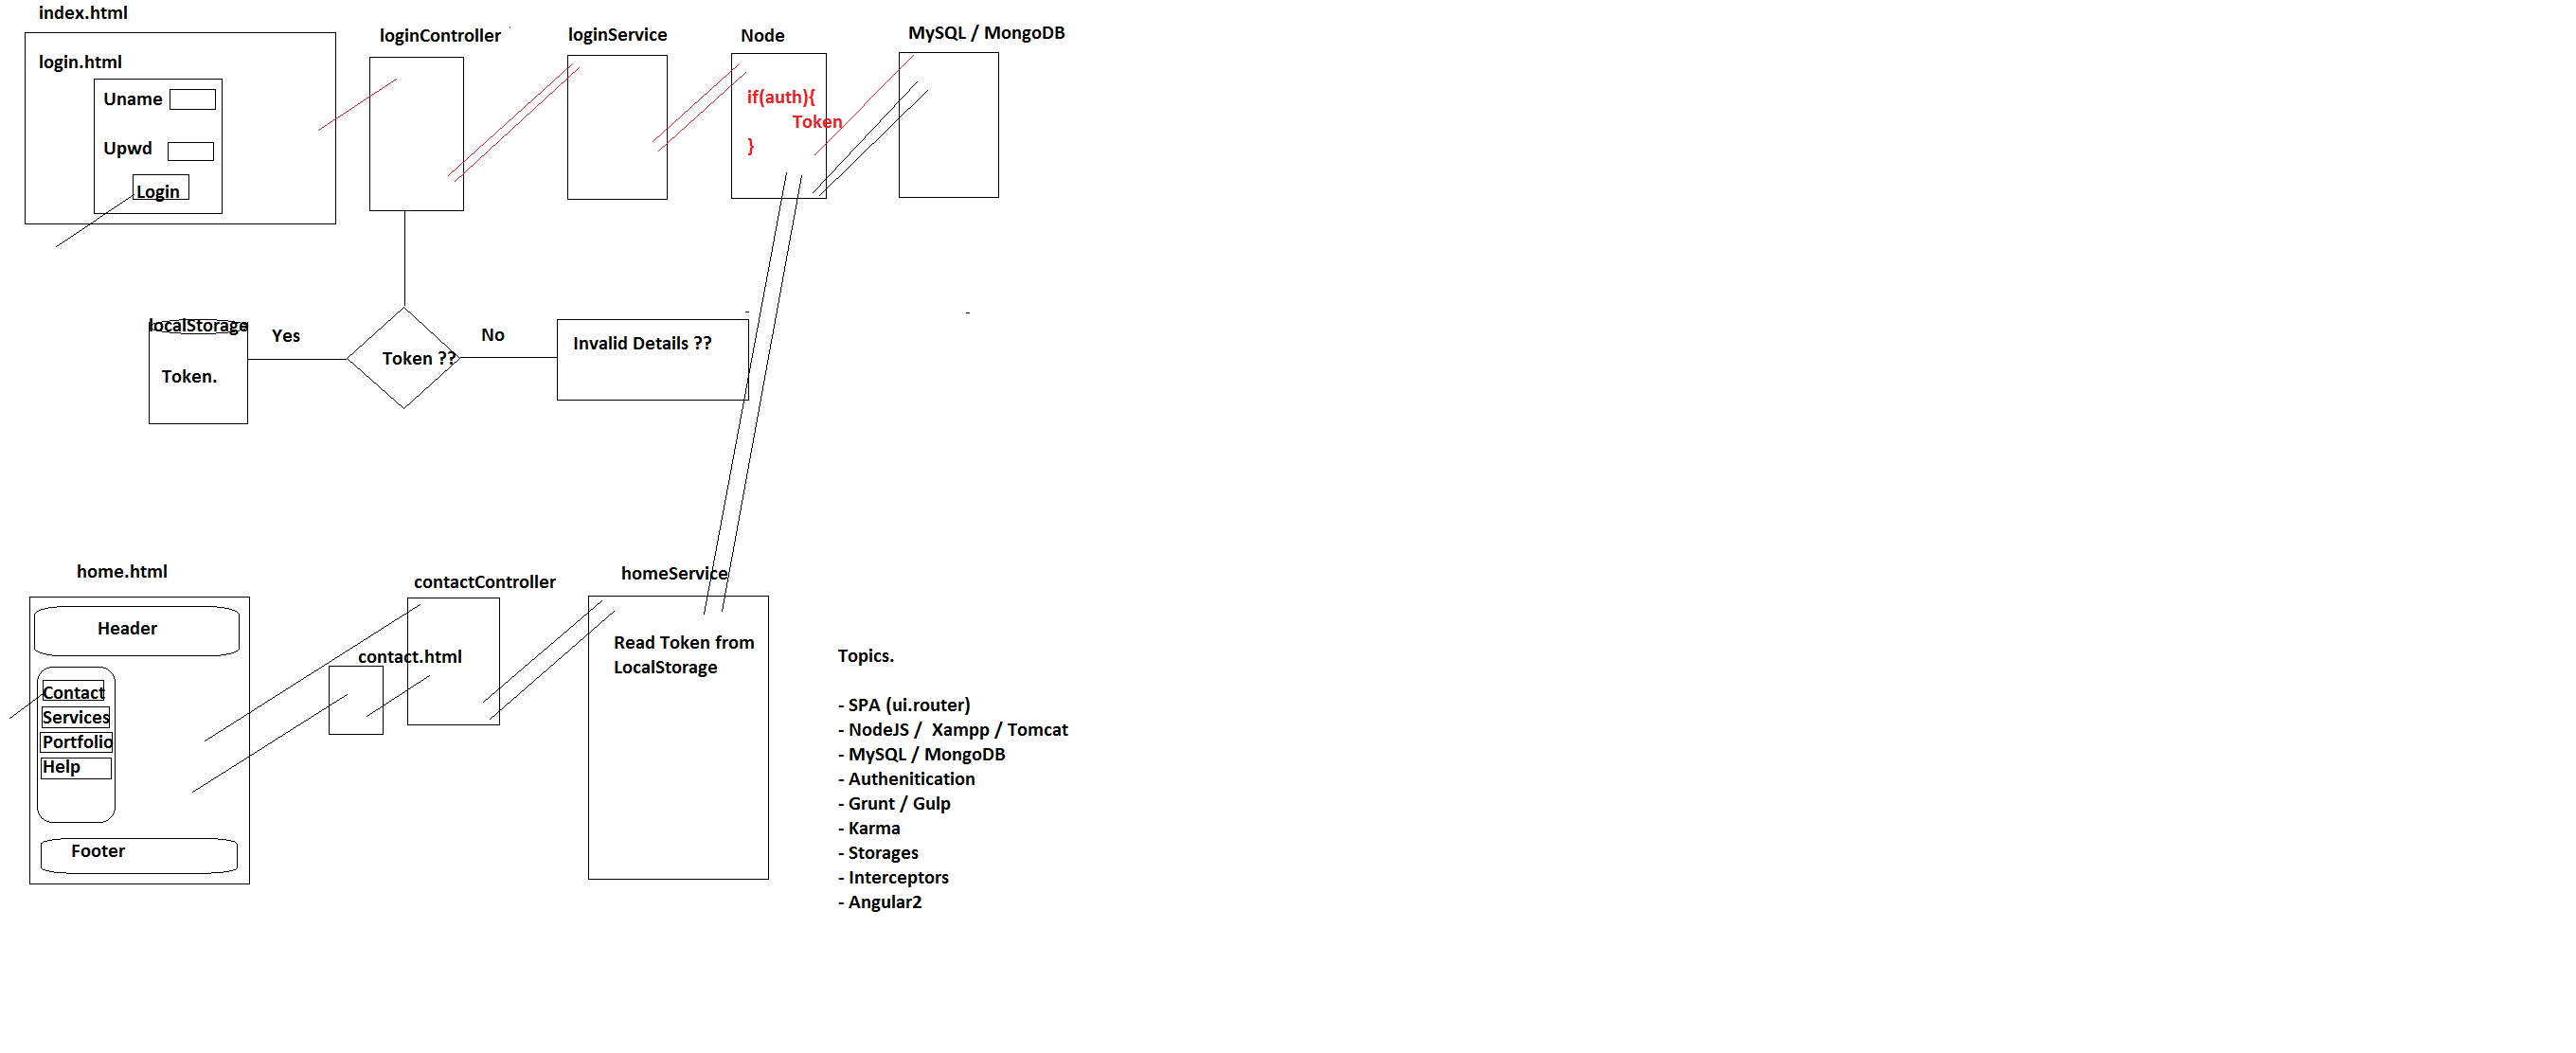 index.html
login.html
Uname
Upwd
Login
loginController
loginService
Node
if(auth){
Token
}
MySQL / MongoDB
localStorage
Token.
Yes
Token ??
No
Invalid Details ??
home.html
Header
Contact
Services
Portfolio
Help
Footer
contactController
contact.html
homeService
Read Token from
LocalStorage
Topics.
- SPA (ui.router)
- NodeJS /  Xampp / Tomcat
- MySQL / MongoDB
- Authenitication
- Grunt / Gulp
- Karma
- Storages
- Interceptors
- Angular2